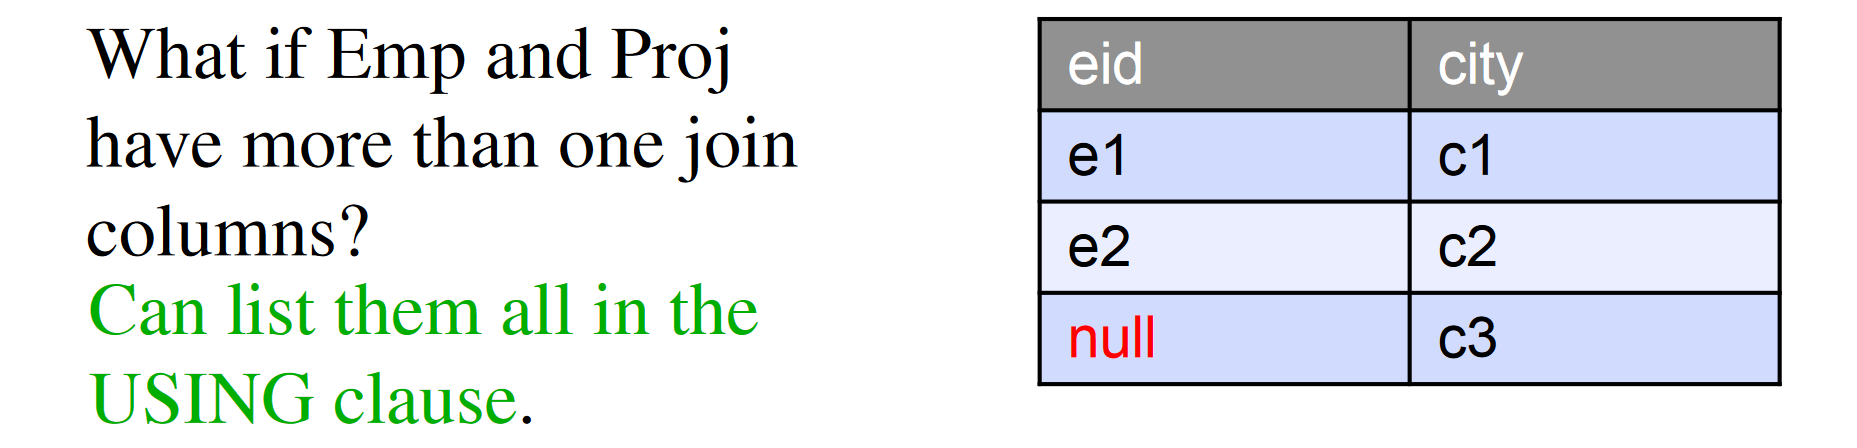 What if Emp and Proj
have more than one join
columns?
Can list them all in the
USING clause.
eid city
e1 c1
e2 c2
null c3